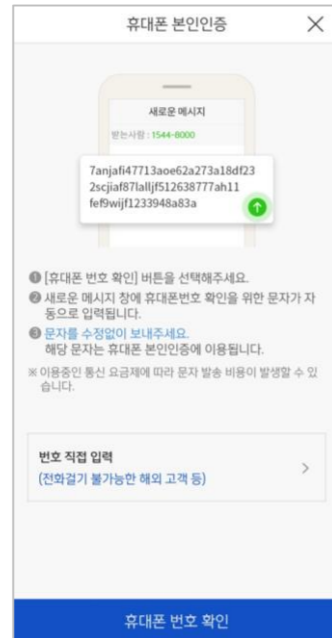 휴대폰 본인인증
새로운 메시지
받는사람 : 1544-8000
7anjafi47713aoe62a273a18df23
2scjiaf87lalljf512638777ah11
fef9wijf1233948a83a
❶ [휴대폰 번호 확인] 버튼을 선택해주세요.
❷ 새로운 메시지 창에 휴대폰번호 확인을 위한 문자가 자
동으로 입력됩니다.
❸ 문자를 수정없이 보내주세요.
해당 문자는 휴대폰 본인인증에 이용됩니다.
※ 이용중인 통신 요금제에 따라 문자 발송 비용이 발생할 수 있
습니다.
번호 직접 입력
(전화걸기 불가능한 해외 고객 등)
휴대폰 번호 확인